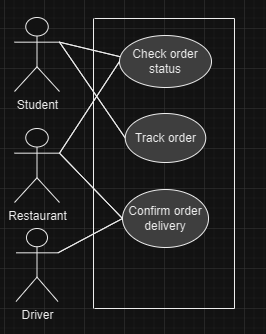 Check order
status
Student
Track order
Restaurant
Confirm order
delivery
Driver